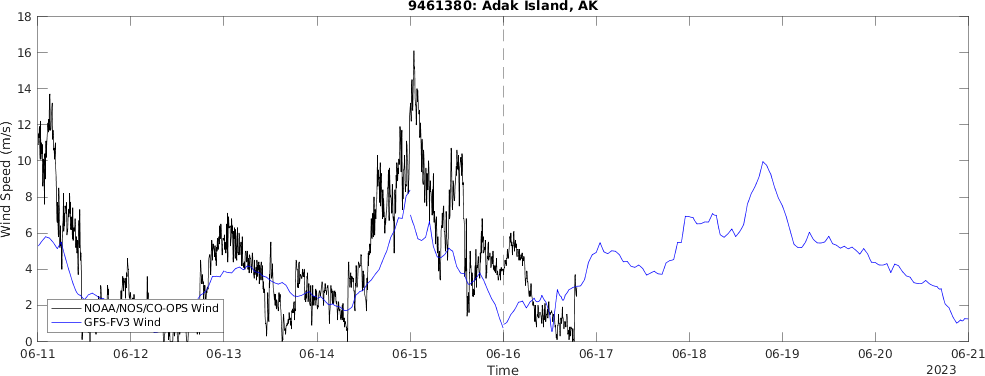 9461380: Adak Island, AK
Wind Speed (m/s)
18
16
14
12
10
8
6
4
2
0
NOAA/NOS/CO-OPS Wind
GFS-FV3 Wind
06-11 06-12 06-13 06-14 06-15 06-16 06-17 06-18 06-19 06-20 06-21
Time
2023